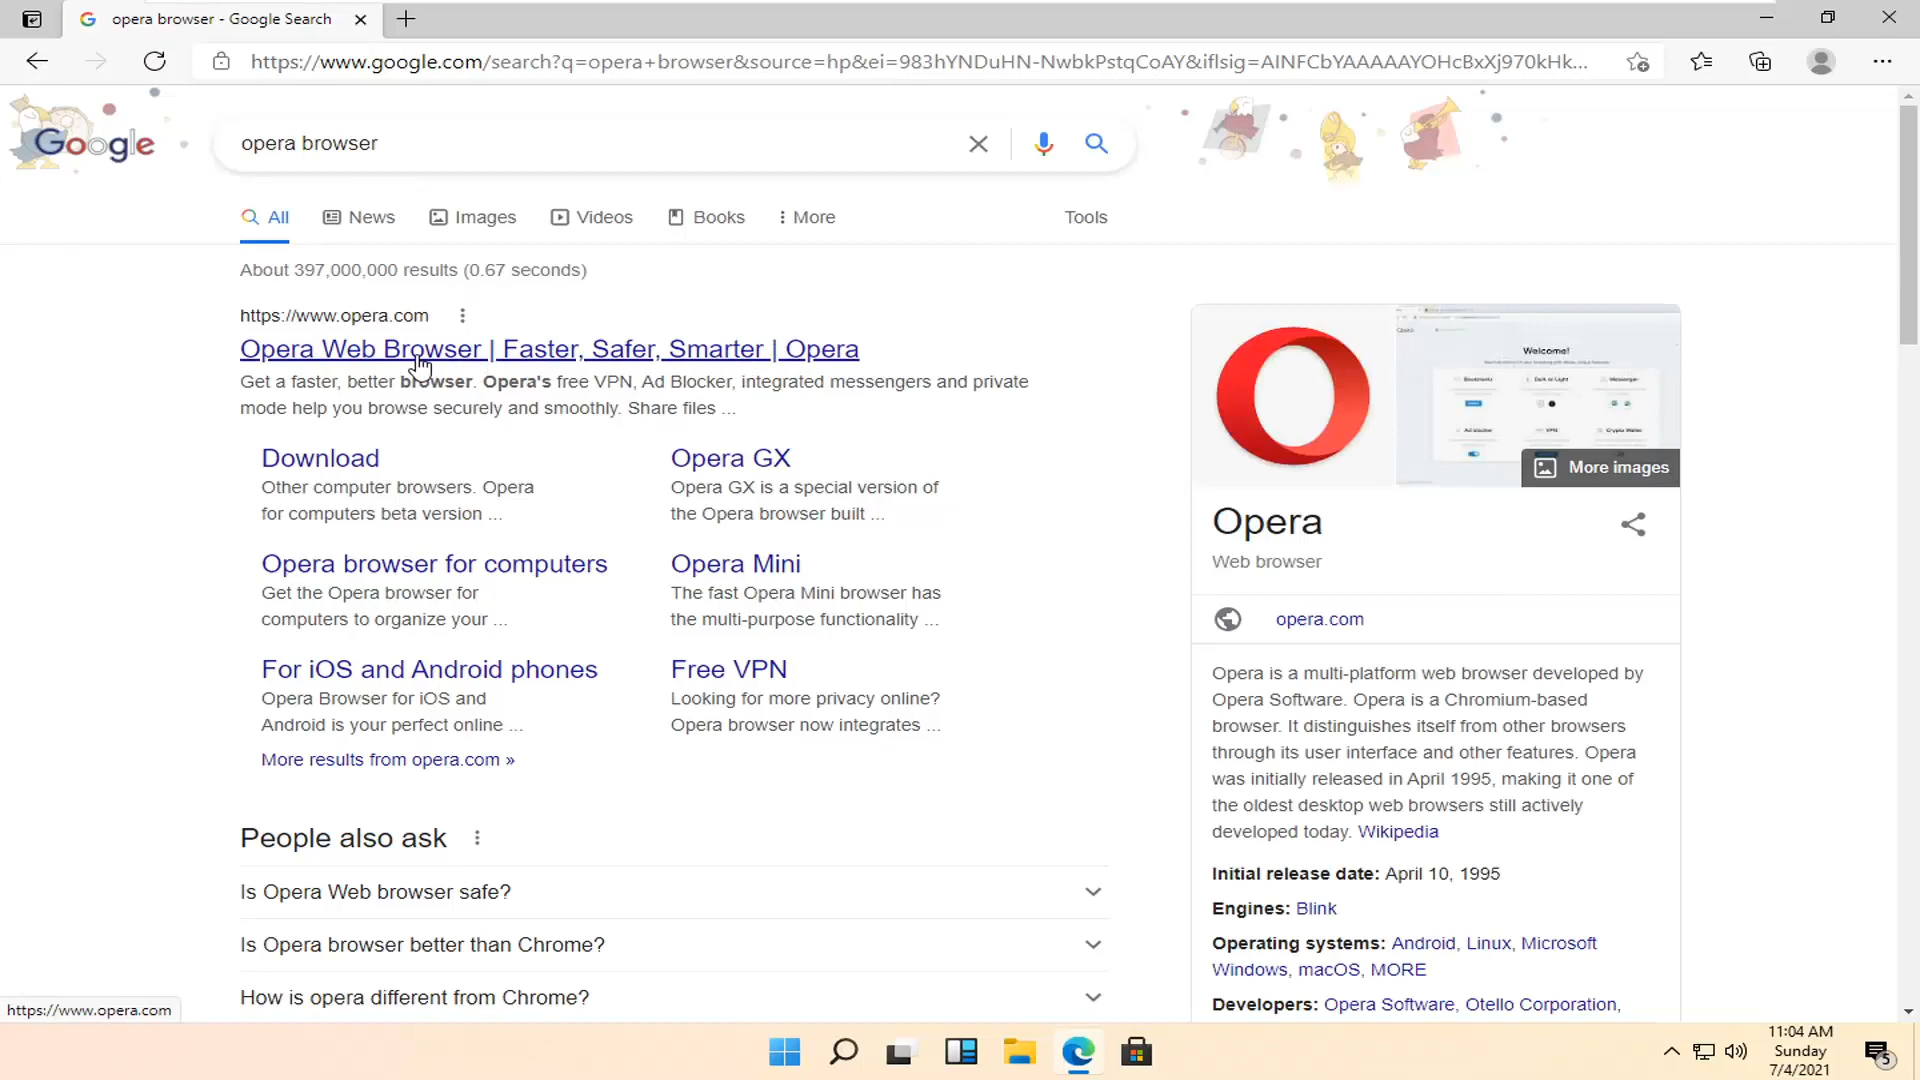 opera browser - Google Search
https://www.google.com/search?q=opera+browser&source=hp&ei=983hYNDuHN-NwbkPstqCoAY&iflsig=AINFCbYAAAAAYOHcBxXj970kHk...
Google
opera browser
All
News
Images
Videos
Books
More
Tools
About 397,000,000 results (0.67 seconds)
https://www.opera.com
Opera Web Browser | Faster, Safer, Smarter | Opera
Get a faster, better browser. Opera's free VPN, Ad Blocker, integrated messengers and private
mode help you browse securely and smoothly. Share files ...
Download
Other computer browsers. Opera
for computers beta version ...
Opera GX
Opera GX is a special version of
the Opera browser built ...
Opera browser for computers
Get the Opera browser for
computers to organize your ...
Opera Mini
The fast Opera Mini browser has
the multi-purpose functionality ...
For iOS and Android phones
Opera Browser for iOS and
Android is your perfect online ...
Free VPN
Looking for more privacy online?
Opera browser now integrates ...
More results from opera.com »
People also ask
Is Opera Web browser safe?
Is Opera browser better than Chrome?
How is opera different from Chrome?
Welcome!
Bookmarks
Dark or Light
Messenger
Ad blocker
VPN
Crypto Wallet
More images
Opera
Web browser
opera.com
Opera is a multi-platform web browser developed by
Opera Software. Opera is a Chromium-based
browser. It distinguishes itself from other browsers
through its user interface and other features. Opera
was initially released in April 1995, making it one of
the oldest desktop web browsers still actively
developed today. Wikipedia
Initial release date: April 10, 1995
Engines: Blink
Operating systems: Android, Linux, Microsoft
Windows, macOS, MORE
Developers: Opera Software, Otello Corporation,
https://www.opera.com
11:04 AM
Sunday
7/4/2021
5